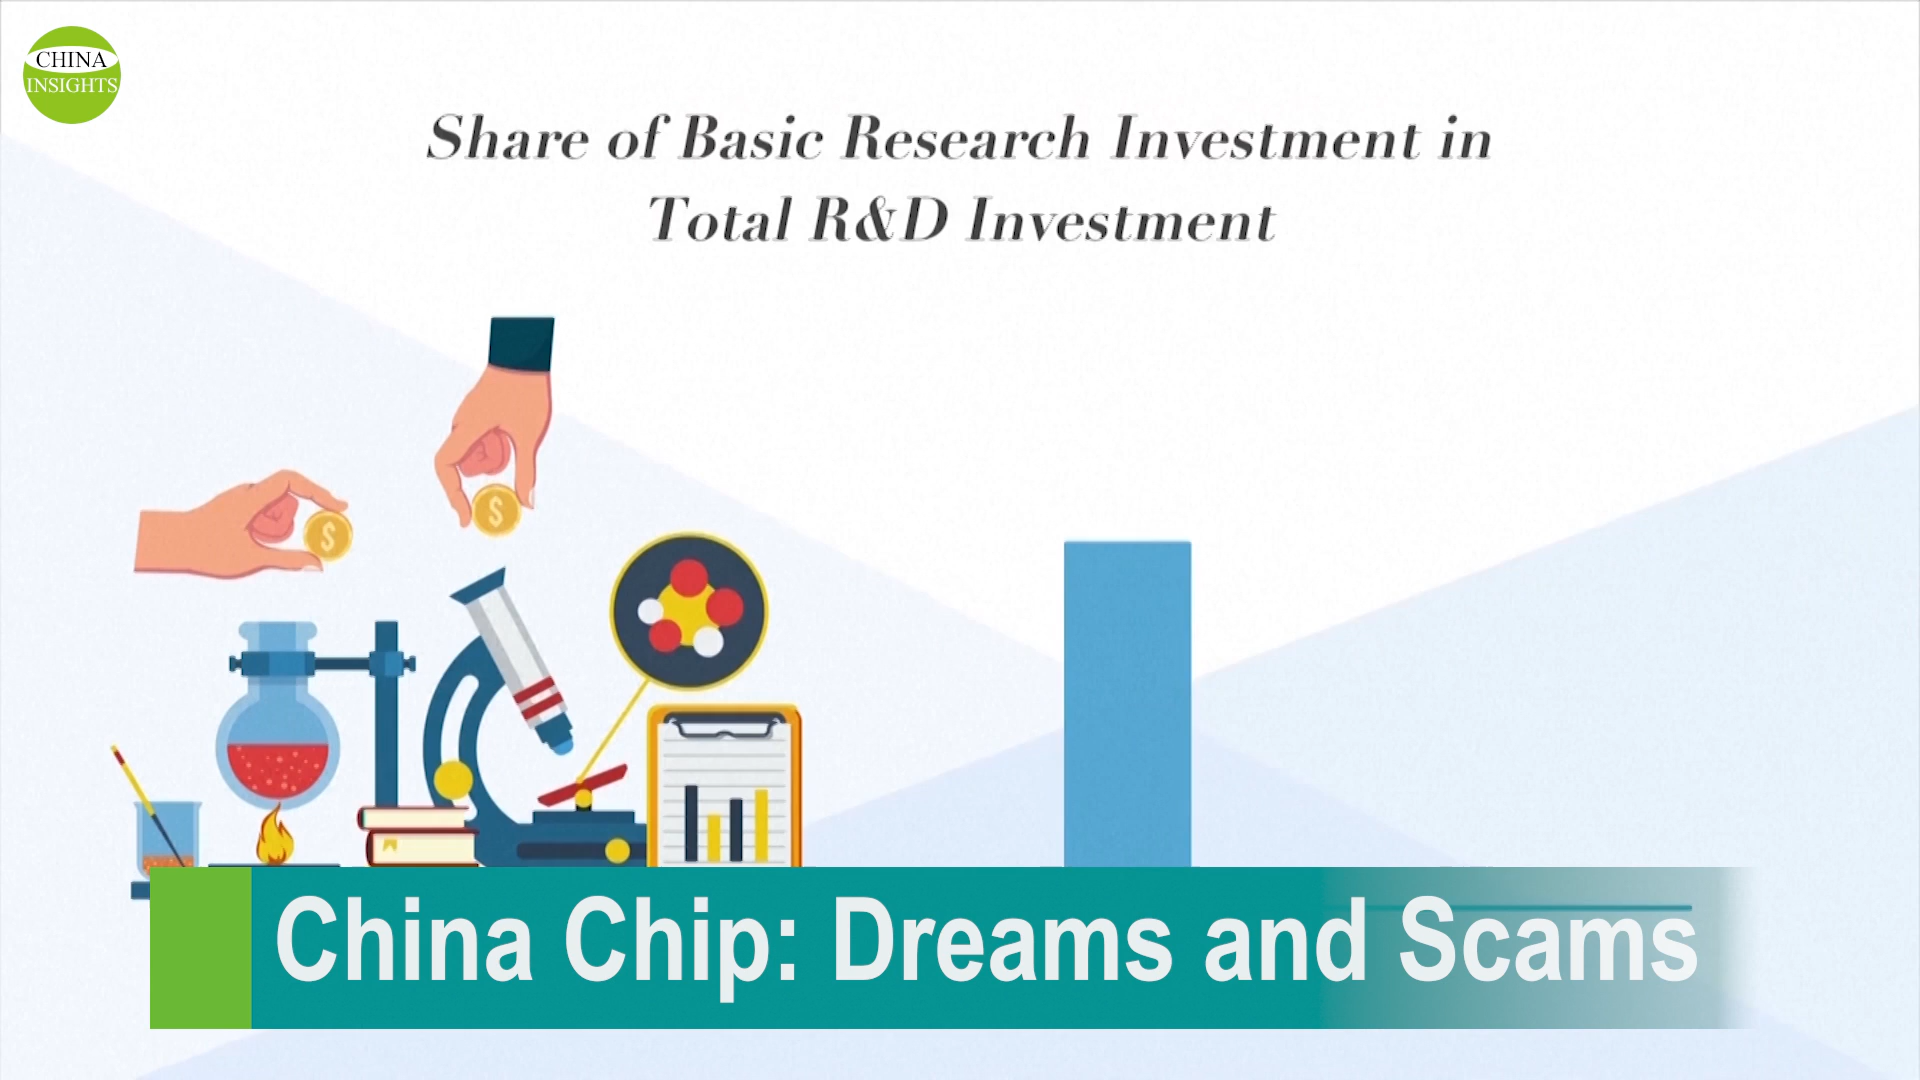 CHINA
INSIGHTS
Share of Basic Research Investment in
Total R&D Investment
$
$
China Chip: Dreams and Scams